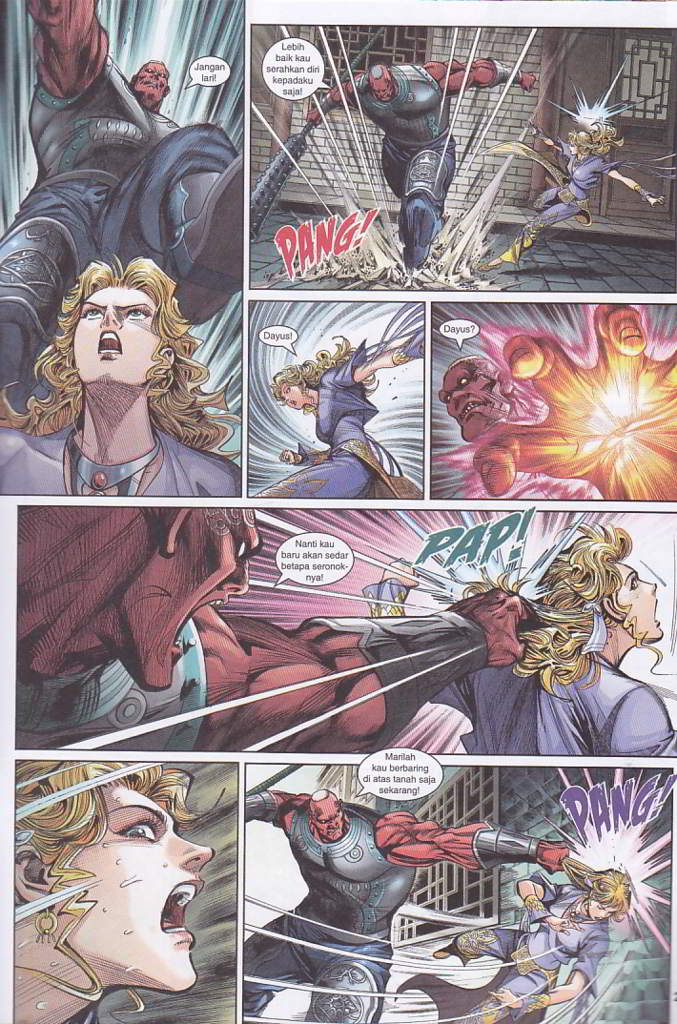 Jangan
lari!
Lebih
baik kau
serahkan diri
kepadaku
saja!
PANG!
Dayus!
Dayus?
Nanti kau
baru akan sedar
betapa seronok-
nya!
PAP!
Marilah
kau berbaring
di atas tanah saja
sekarang!
PANG!